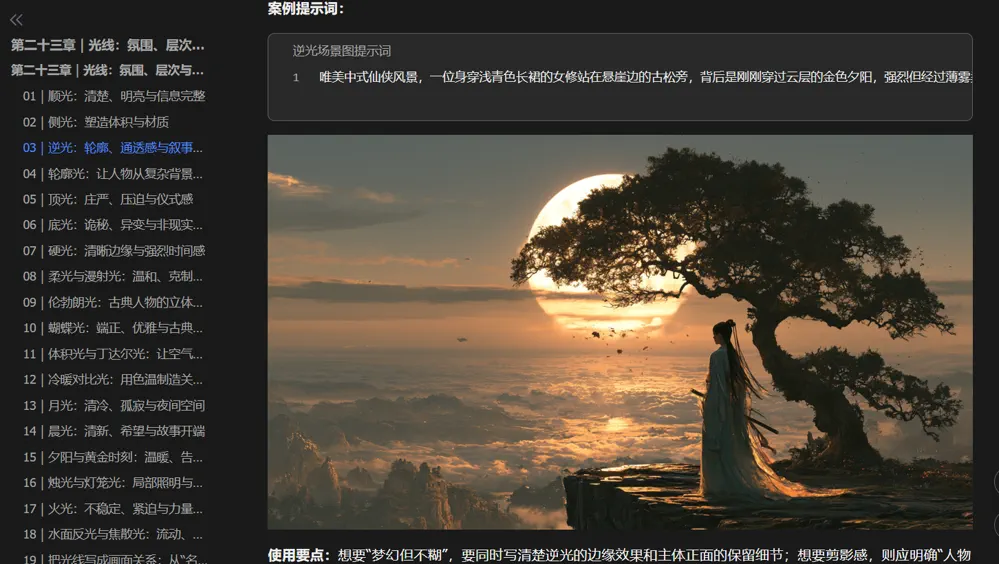 第二十三章 | 光线：氛围、层次...
第二十三章 | 光线：氛围、层次与...
01 | 顺光：清楚、明亮与信息完整
02 | 侧光：塑造体积与材质
03 | 逆光：轮廓、通透感与叙事...
04 | 轮廓光：让人物从复杂背景...
05 | 顶光：庄严、压迫与仪式感
06 | 底光：诡秘、异变与非现实...
07 | 硬光：清晰边缘与强烈时间感
08 | 柔光与漫射光：温和、克制...
09 | 伦勃朗光：古典人物的立体...
10 | 蝴蝶光：端正、优雅与古典...
11 | 体积光与丁达尔光：让空气...
12 | 冷暖对比光：用色温制造关...
13 | 月光：清冷、孤寂与夜间空间
14 | 晨光：清新、希望与故事开端
15 | 夕阳与黄金时刻：温暖、告...
16 | 烛光与灯笼光：局部照明与...
17 | 火光：不稳定、紧迫与力量...
18 | 水面反光与焦散光：流动、...
19 | 把光线写成画面关系：从“名...
案例提示词：
逆光场景图提示词
1 唯美中式仙侠风景，一位身穿浅青色长裙的女修站在悬崖边的古松旁，背后是刚刚穿过云层的金色夕阳，强烈但经过薄雾
使用要点：想要“梦幻但不糊”，要同时写清楚逆光的边缘效果和主体正面的保留细节；想要剪影感，则应明确“人物